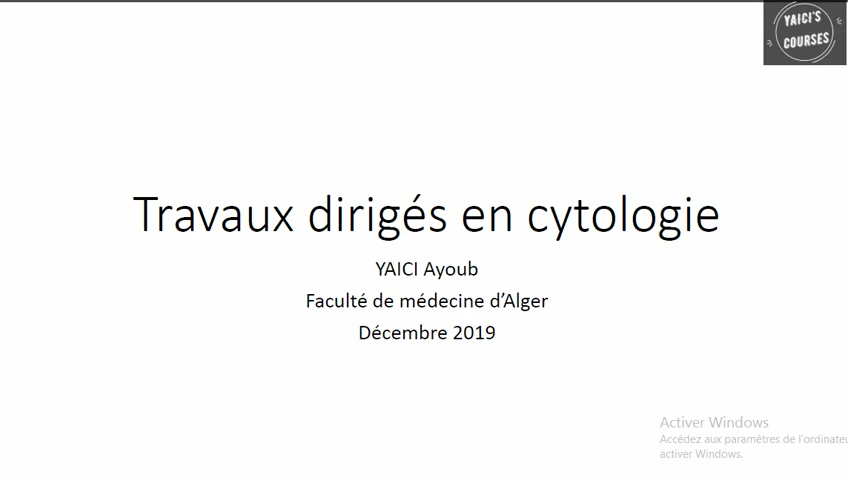 YAICI'S
COURSES
Travaux dirigés en cytologie
YAICI Ayoub
Faculté de médecine d'Alger
Décembre 2019
Activer Windows
Accédez aux paramètres de l'ordinateu
activer Windows.